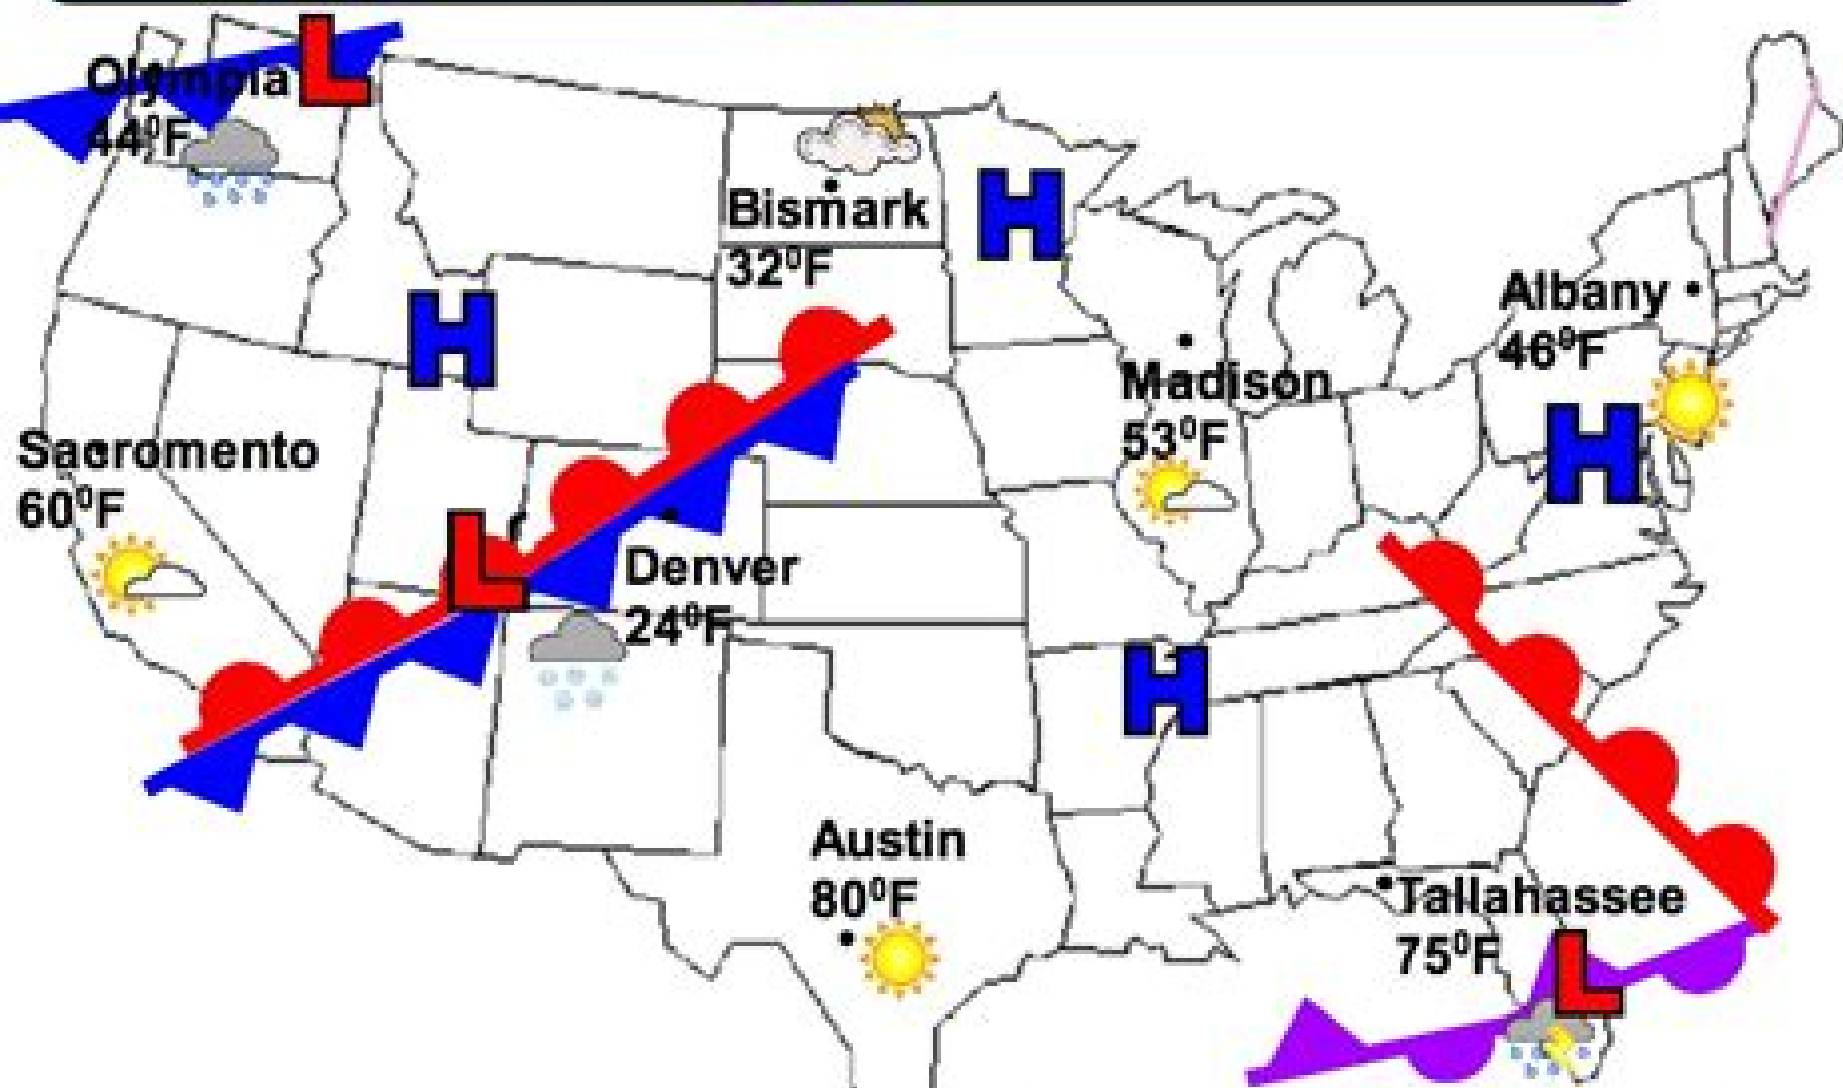 Olympia
44⁰F
L
Bismark
32⁰F
H
H
Albany
46⁰F
Madison
53⁰F
H
Sacromento
60⁰F
L
Denver
24⁰F
H
Austin
80⁰F
Tallahassee
75⁰F
L